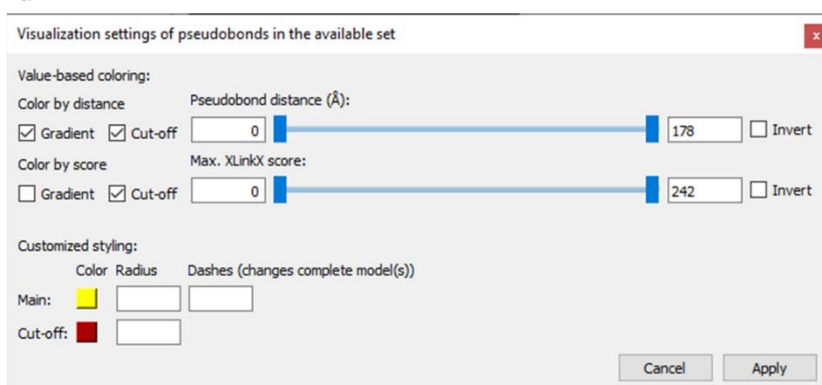 Visualization settings of pseudobonds in the available set
x
Value-based coloring:
Color by distance Pseudobond distance (Å):
Gradient Cut-off 0 178 Invert
Color by score Max. XLinkX score:
Gradient Cut-off 0 242 Invert
Customized styling:
Color Radius Dashes (changes complete model(s))
Main:
Cut-off:
Cancel Apply